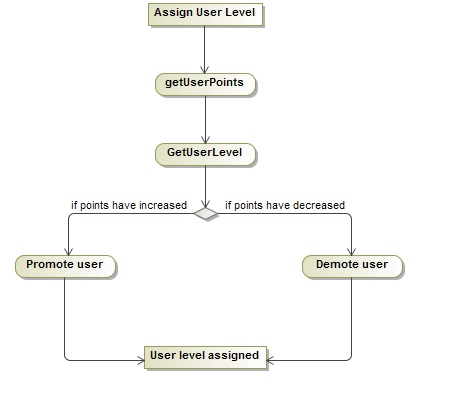 Assign User Level
getUserPoints
GetUserLevel
if points have increased
if points have decreased
Promote user
Demote user
User level assigned